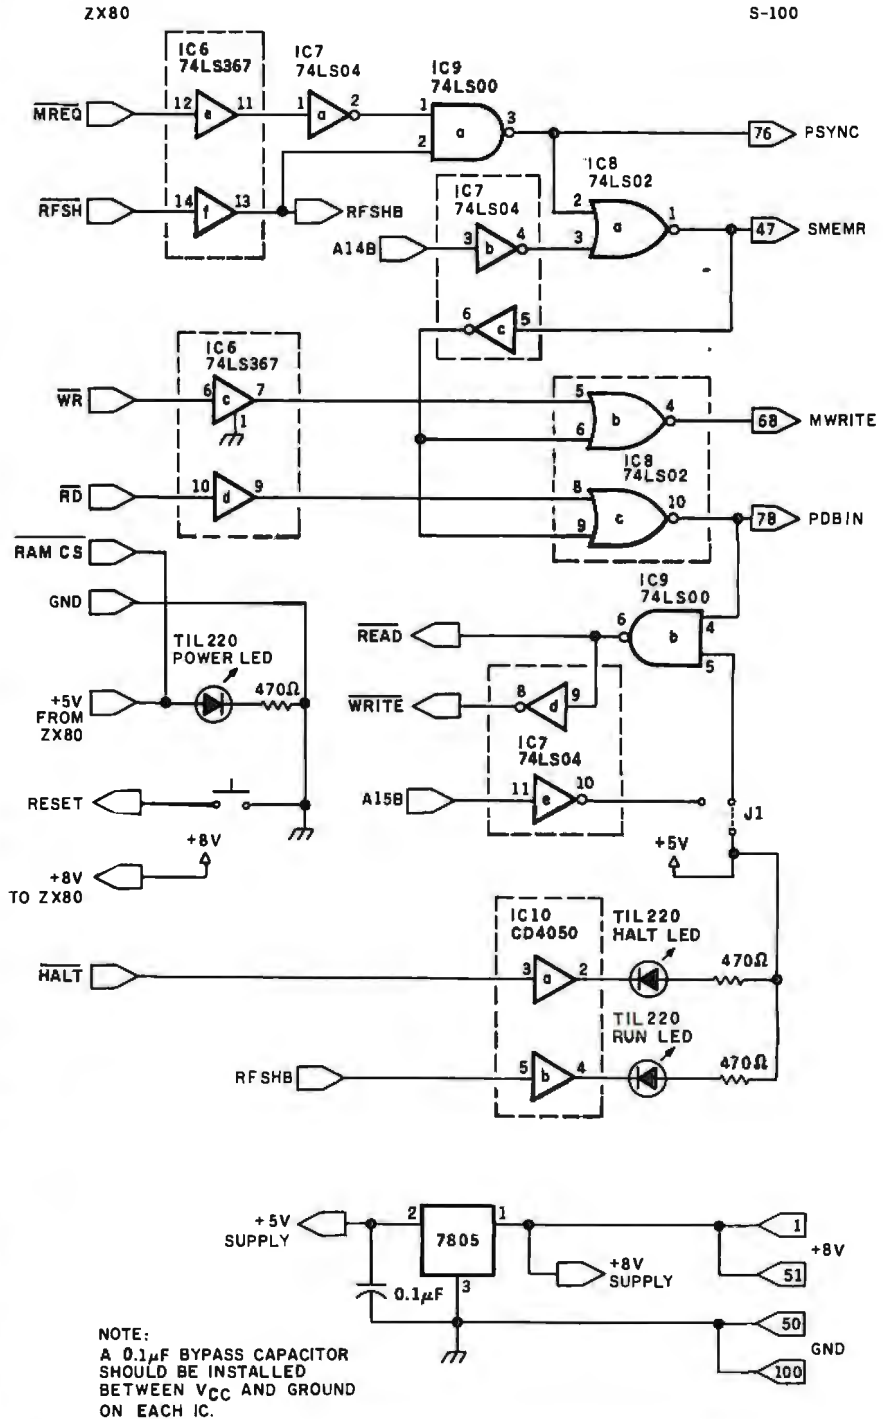 ZX80
S-100
IC6
74LS367
IC7
74LS04
IC9
74LS00
MREQ
12
e
11
1
a
2
1
2
a
3
76
PSYNC
IC8
74LS02
RFSH
14
f
13
RFSHB
IC7
74LS04
2
3
a
1
47
SMEMR
A14B
3
b
4
6
c
5
IC6
74LS367
WR
6
c
7
1
5
6
b
4
68
MWRITE
IC8
74LS02
RD
10
d
9
8
9
c
10
78
PDBIN
RAM CS
GND
IC9
74LS00
READ
6
b
4
5
TIL220
POWER LED
470Ω
+5V
FROM
ZX80
WRITE
8
d
9
IC7
74LS04
RESET
A15B
11
e
10
J1
+8V
+5V
+8V
TO ZX80
IC10
CD4050
TIL220
HALT LED
HALT
3
a
2
470Ω
TIL220
RUN LED
RFSHB
5
b
4
470Ω
+5V
SUPPLY
2
7805
1
1
+8V
51
+8V
SUPPLY
3
0.1µF
50
GND
100
NOTE:
A 0.1µF BYPASS CAPACITOR
SHOULD BE INSTALLED
BETWEEN VCC AND GROUND
ON EACH IC.